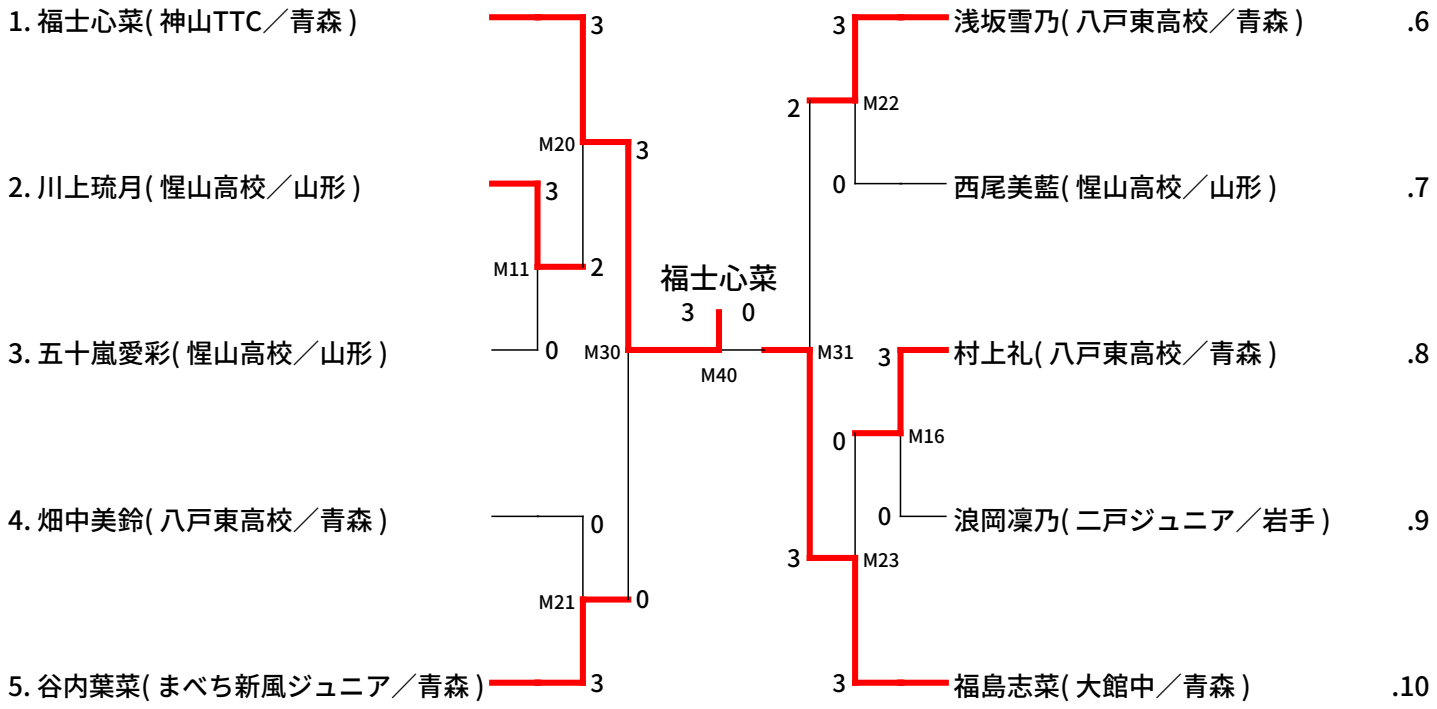 1. 福士心菜( 神山TTC／青森 )
3
3
浅坂雪乃( 八戸東高校／青森 )
.6
2
M22
M20
3
2. 川上琉月( 惺山高校／山形 )
3
0
西尾美藍( 惺山高校／山形 )
.7
M11
2
福士心菜
3
0
3. 五十嵐愛彩( 惺山高校／山形 )
0
M30
M40
M31
3
村上礼( 八戸東高校／青森 )
.8
0
M16
4. 畑中美鈴( 八戸東高校／青森 )
0
0
浪岡凜乃( 二戸ジュニア／岩手 )
.9
3
M23
M21
0
5. 谷内葉菜( まべち新風ジュニア／青森 )
3
3
福島志菜( 大館中／青森 )
.10